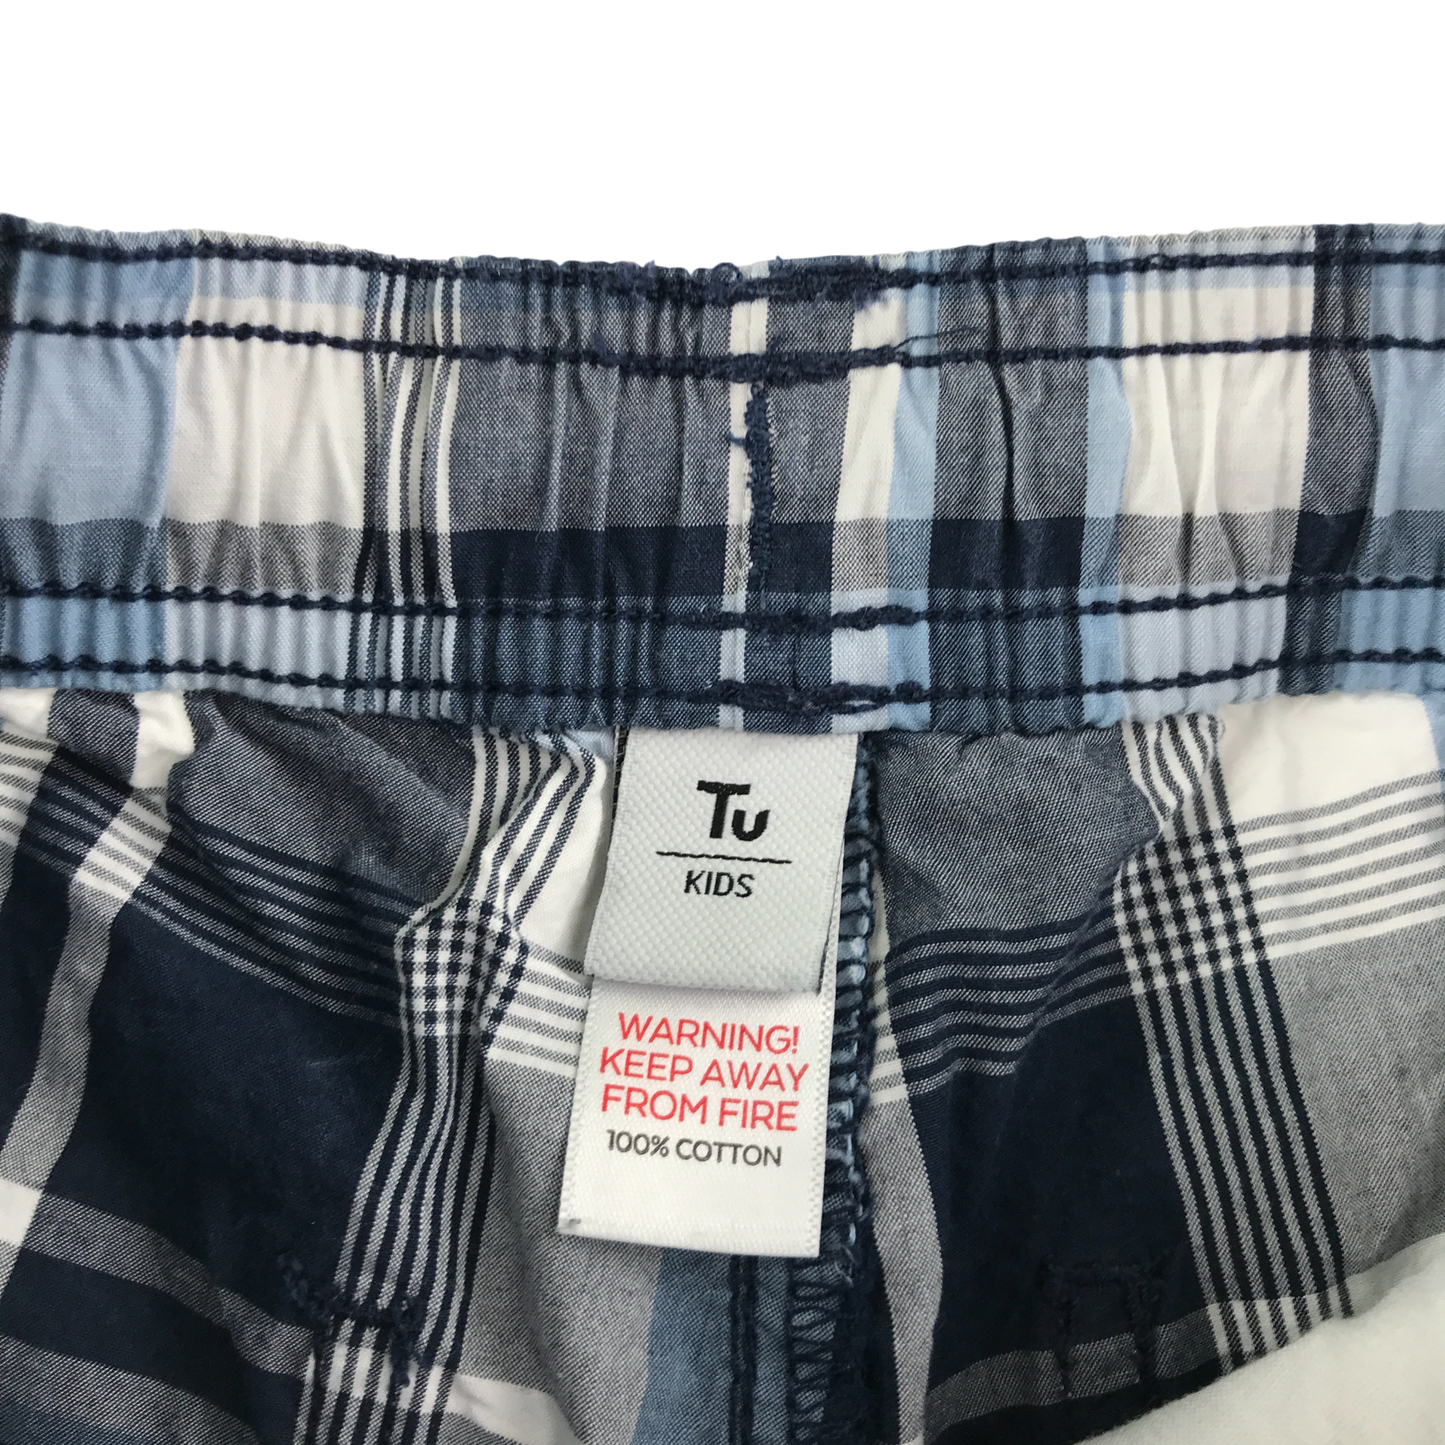 Tu
KIDS
WARNING!
KEEP AWAY
FROM FIRE
100% COTTON